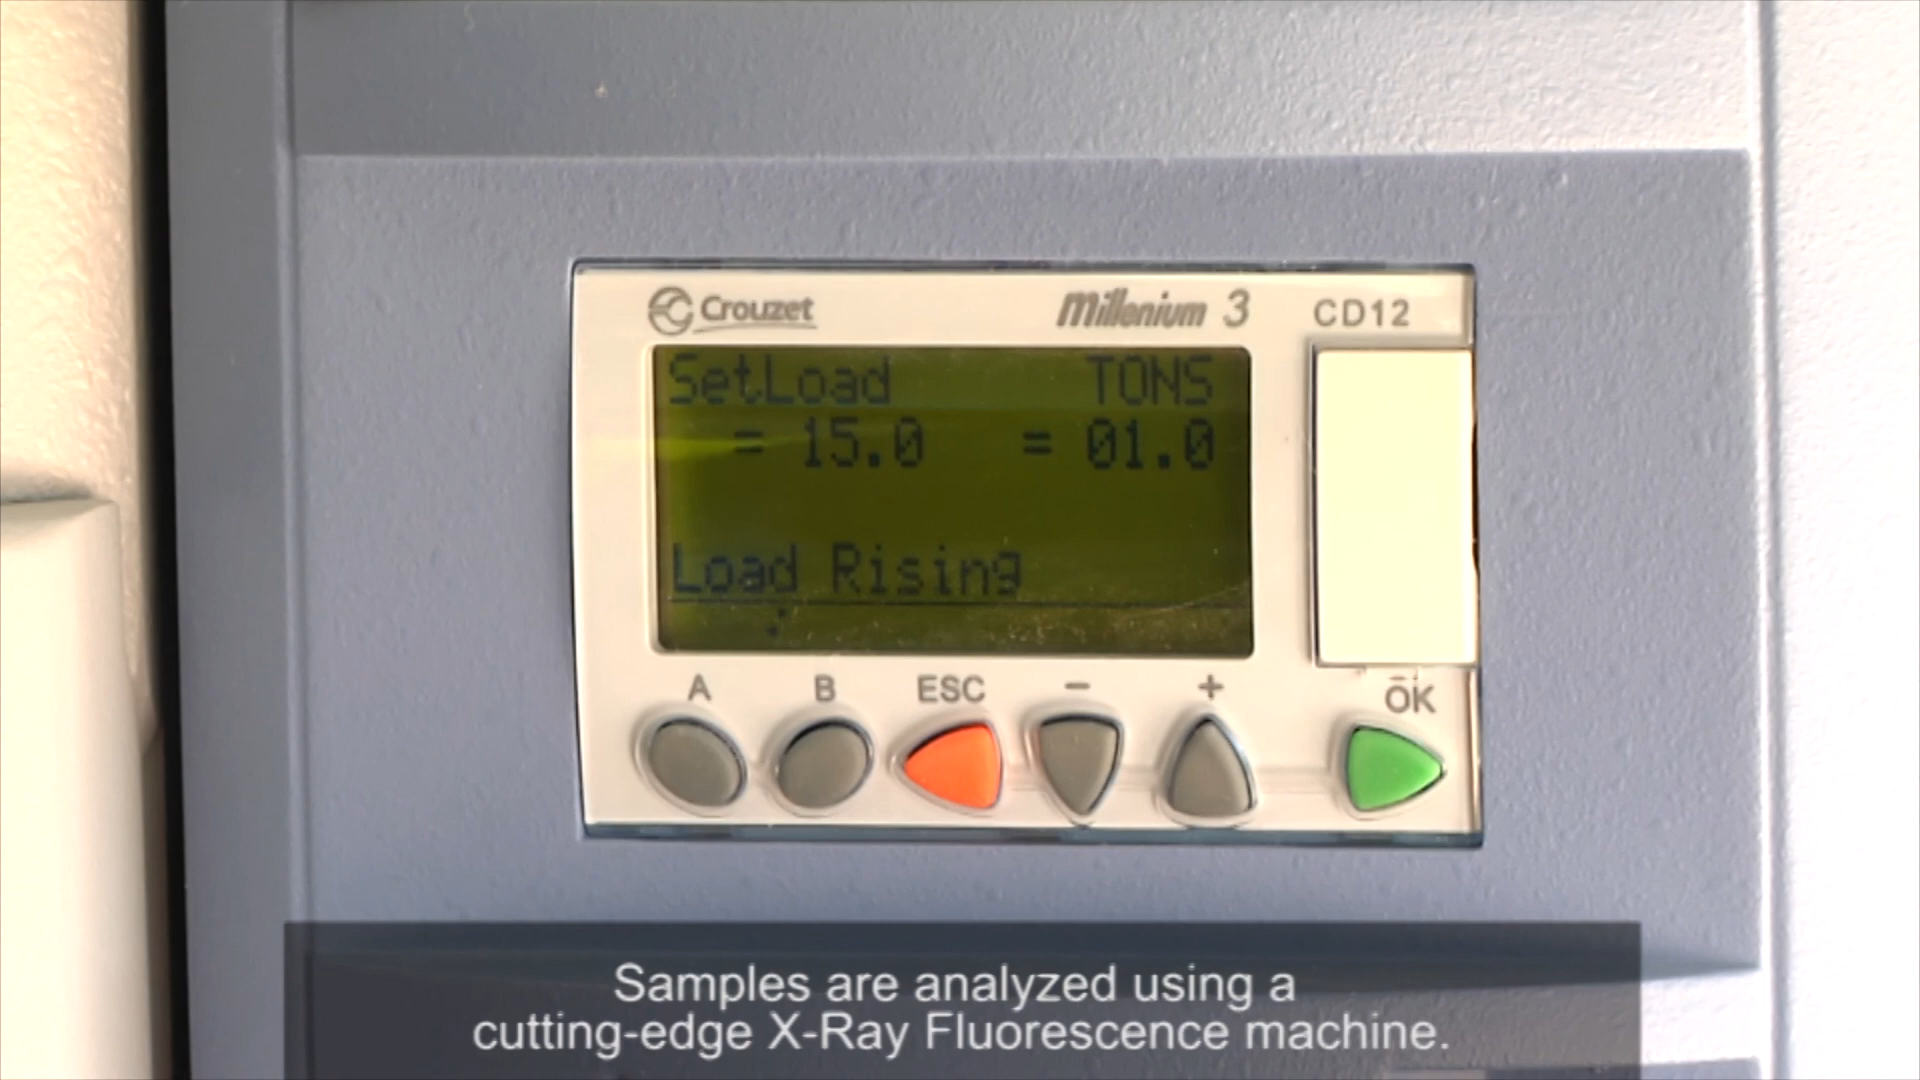 Crouzet Millenium 3 CD12
SetLoad TONS
= 15.0 = 01.0
Load Rising
A B ESC - + OK
Samples are analyzed using a
cutting-edge X-Ray Fluorescence machine.